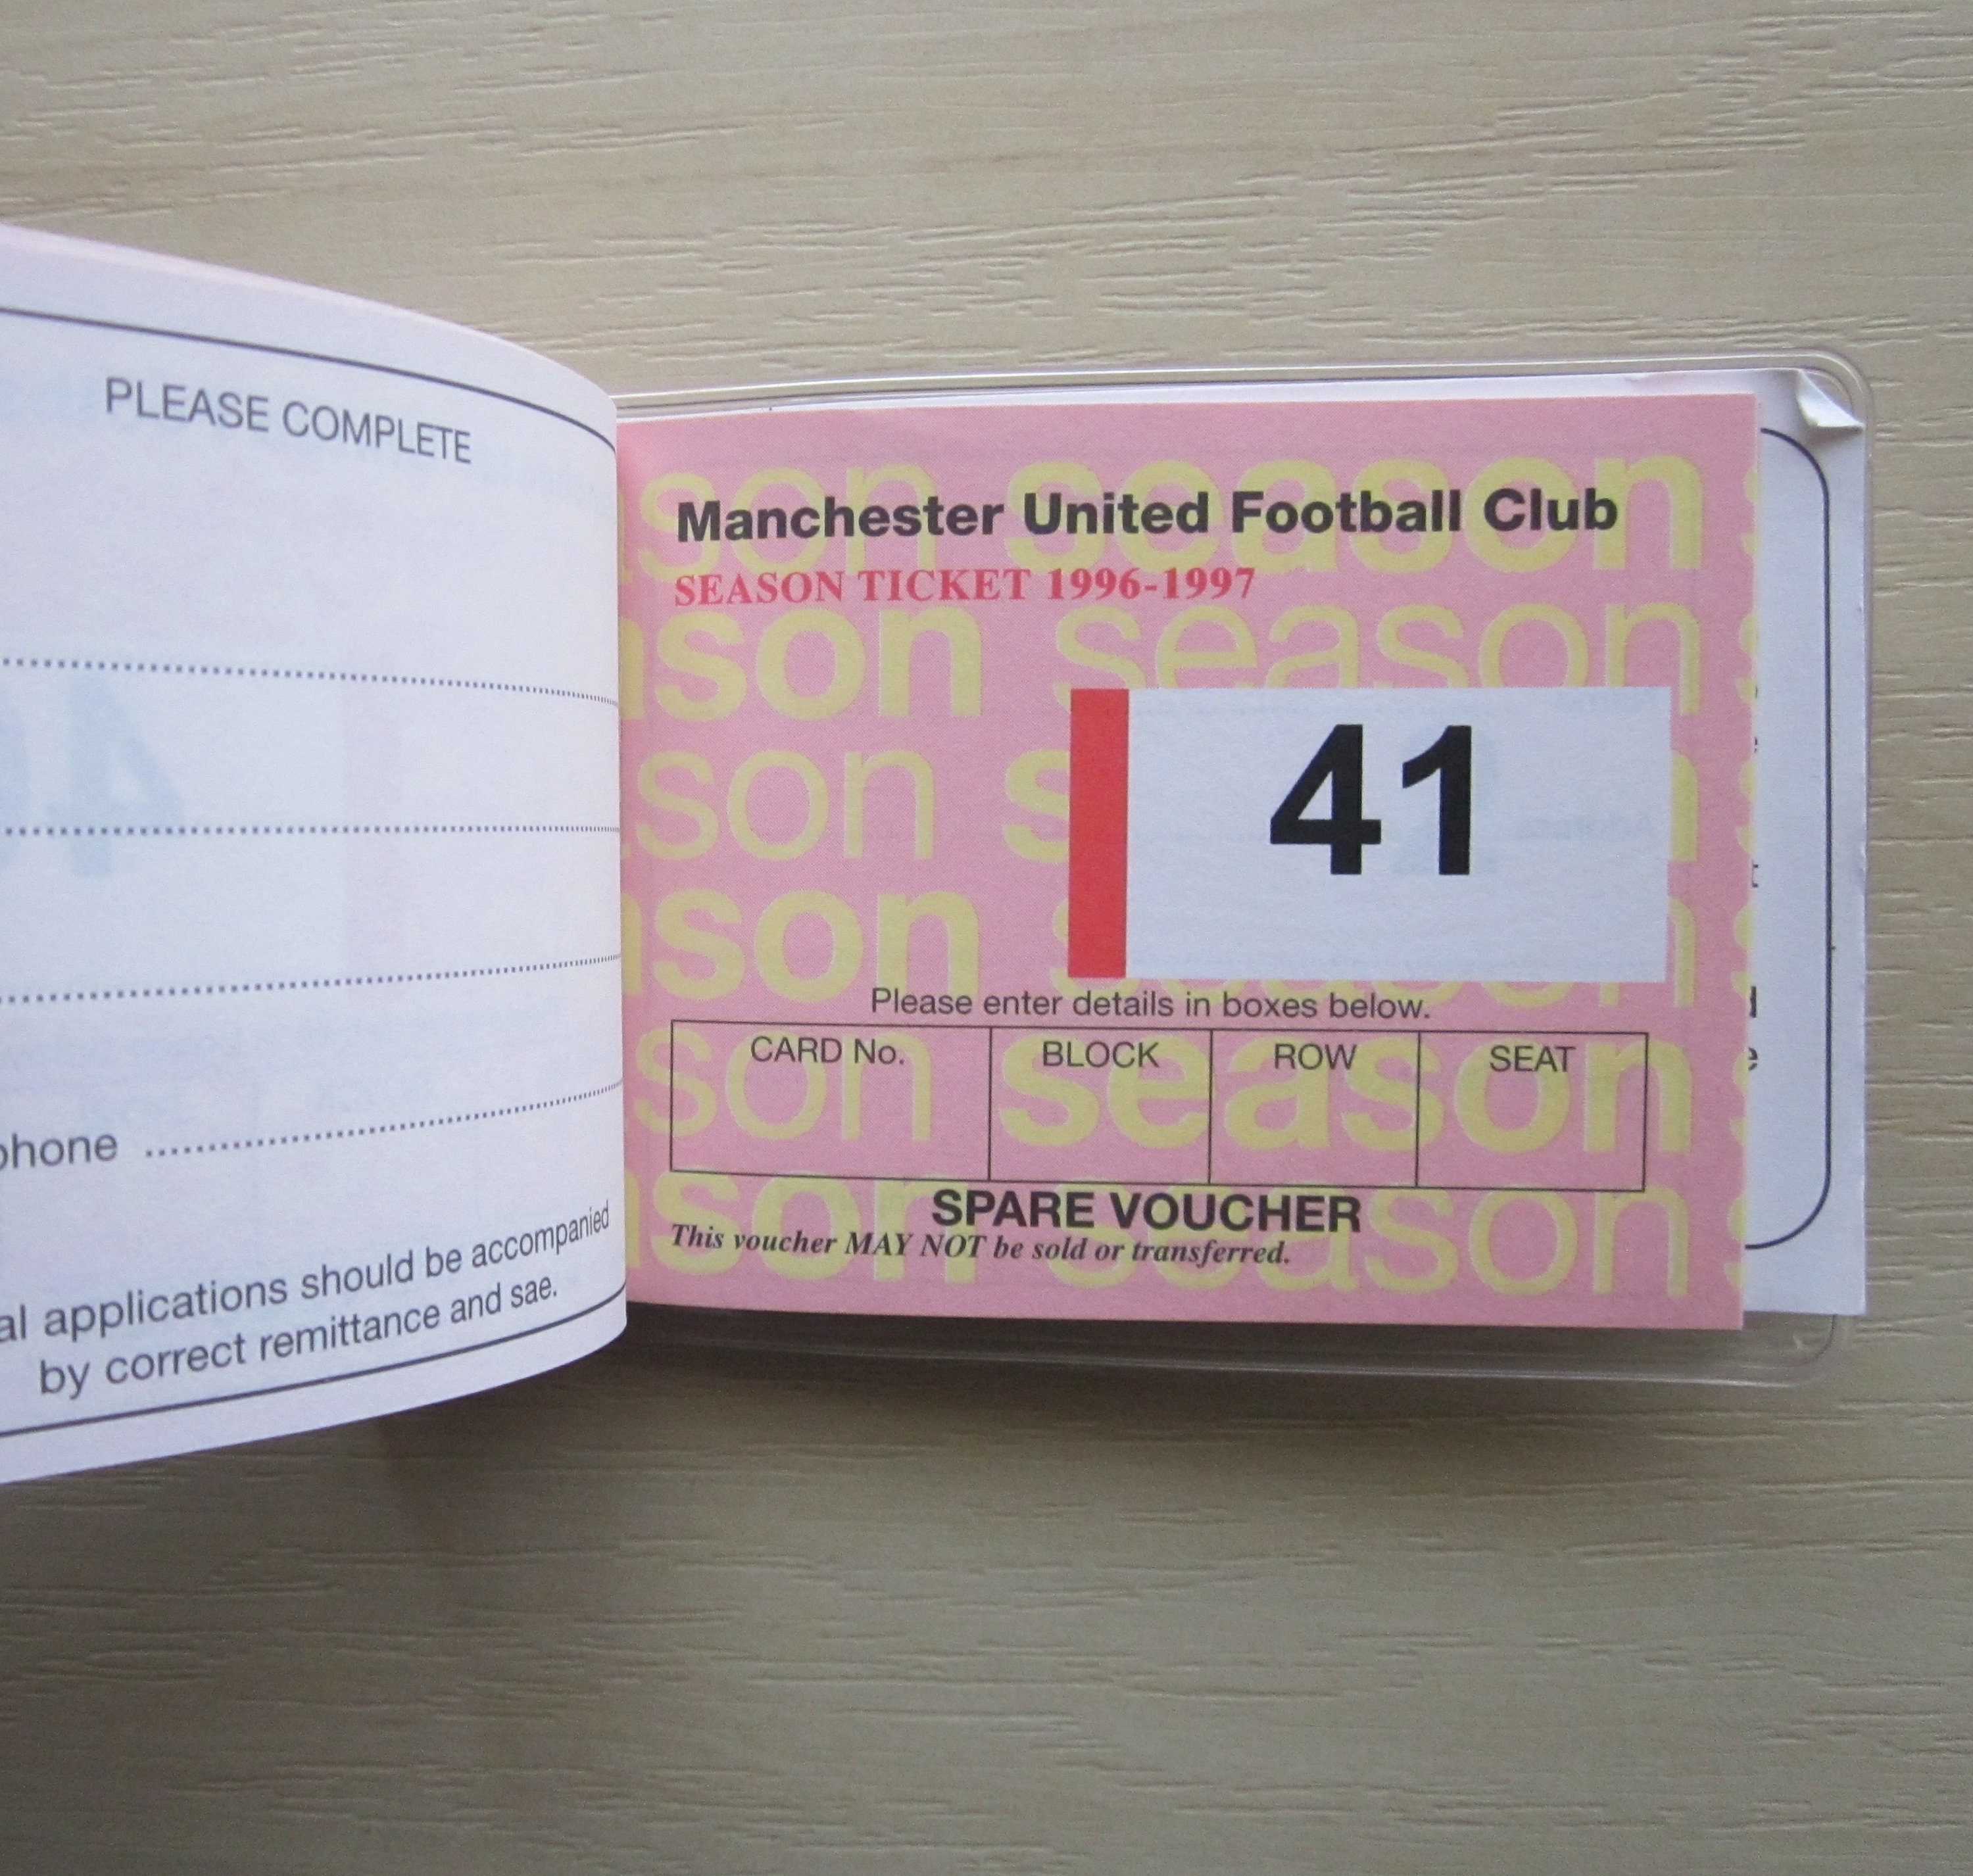 PLEASE COMPLETE
phone
al applications should be accompanied
by correct remittance and sae.
Manchester United Football Club
SEASON TICKET 1996-1997
41
Please enter details in boxes below.
CARD No. BLOCK ROW SEAT
SPARE VOUCHER
This voucher MAY NOT be sold or transferred.